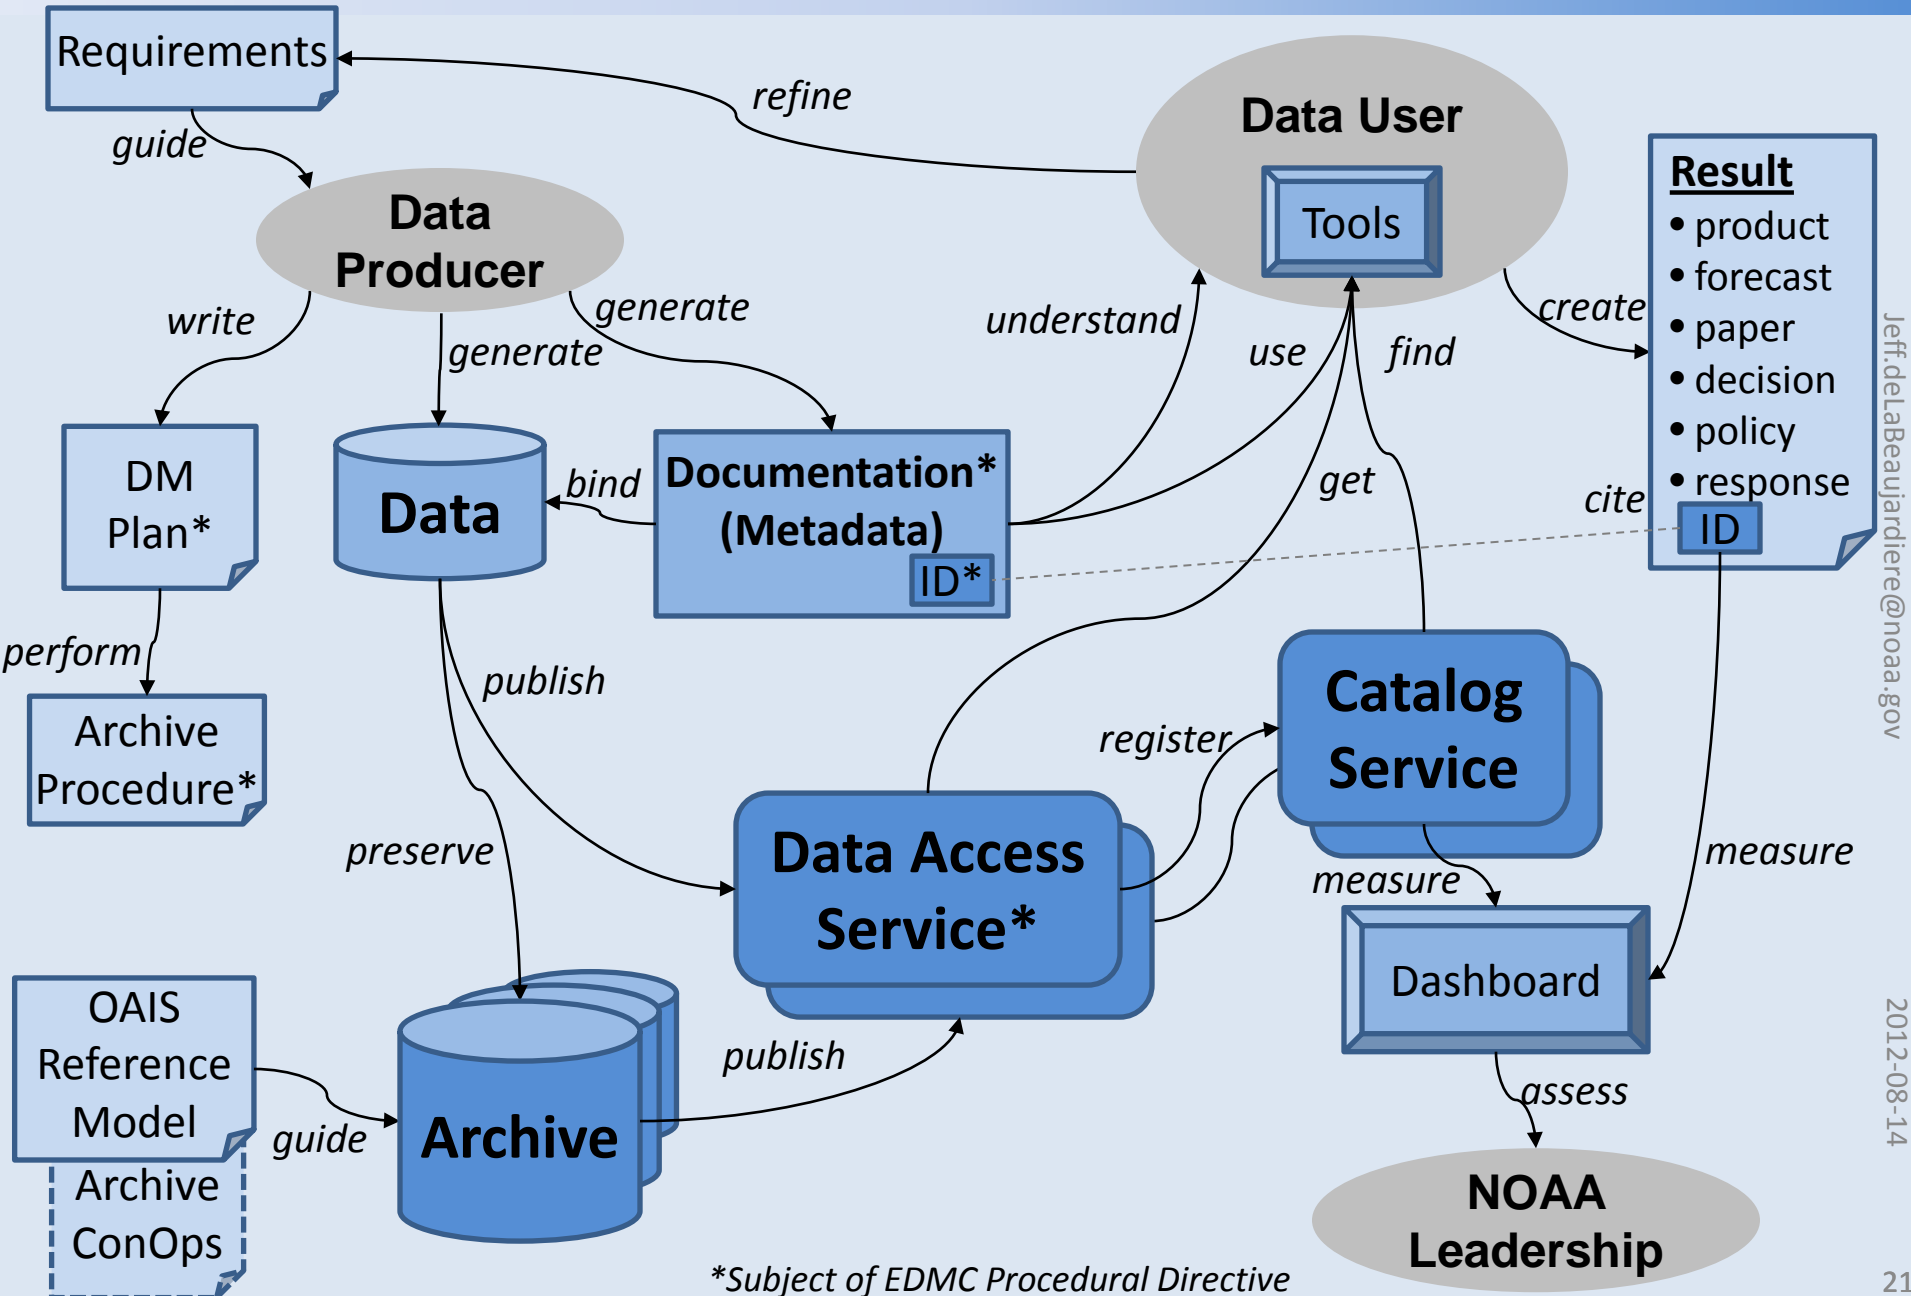 Requirements
refine
guide
Data User
Tools
Data
Producer
Result
• product
• forecast
• paper
• decision
• policy
• response
ID
write
generate
generate
understand
use
find
create
DM
Plan*
Data
bind
Documentation*
(Metadata)
ID*
get
cite
perform
publish
Archive
Procedure*
preserve
register
Catalog
Service
Data Access
Service*
measure
measure
Dashboard
OAIS
Reference
Model
guide
Archive
publish
assess
Archive
ConOps
NOAA
Leadership
*Subject of EDMC Procedural Directive
Jeff.deLaBeaujardiere@noaa.gov
2012-08-14
21